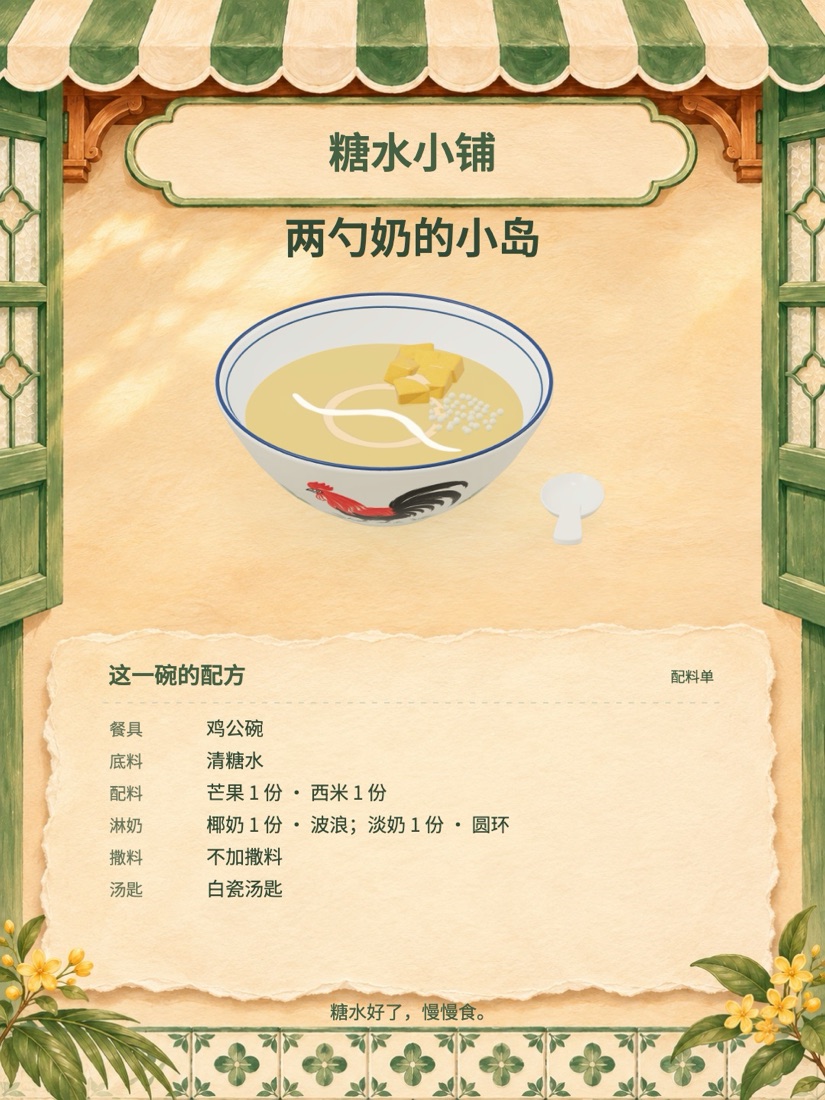 糖水小铺
两勺奶的小岛
这一碗的配方
配料单
餐具 鸡公碗
底料 清糖水
配料 芒果 1 份 · 西米 1 份
淋奶 椰奶 1 份 · 波浪；淡奶 1 份 · 圆环
撒料 不加撒料
汤匙 白瓷汤匙
糖水好了，慢慢食。